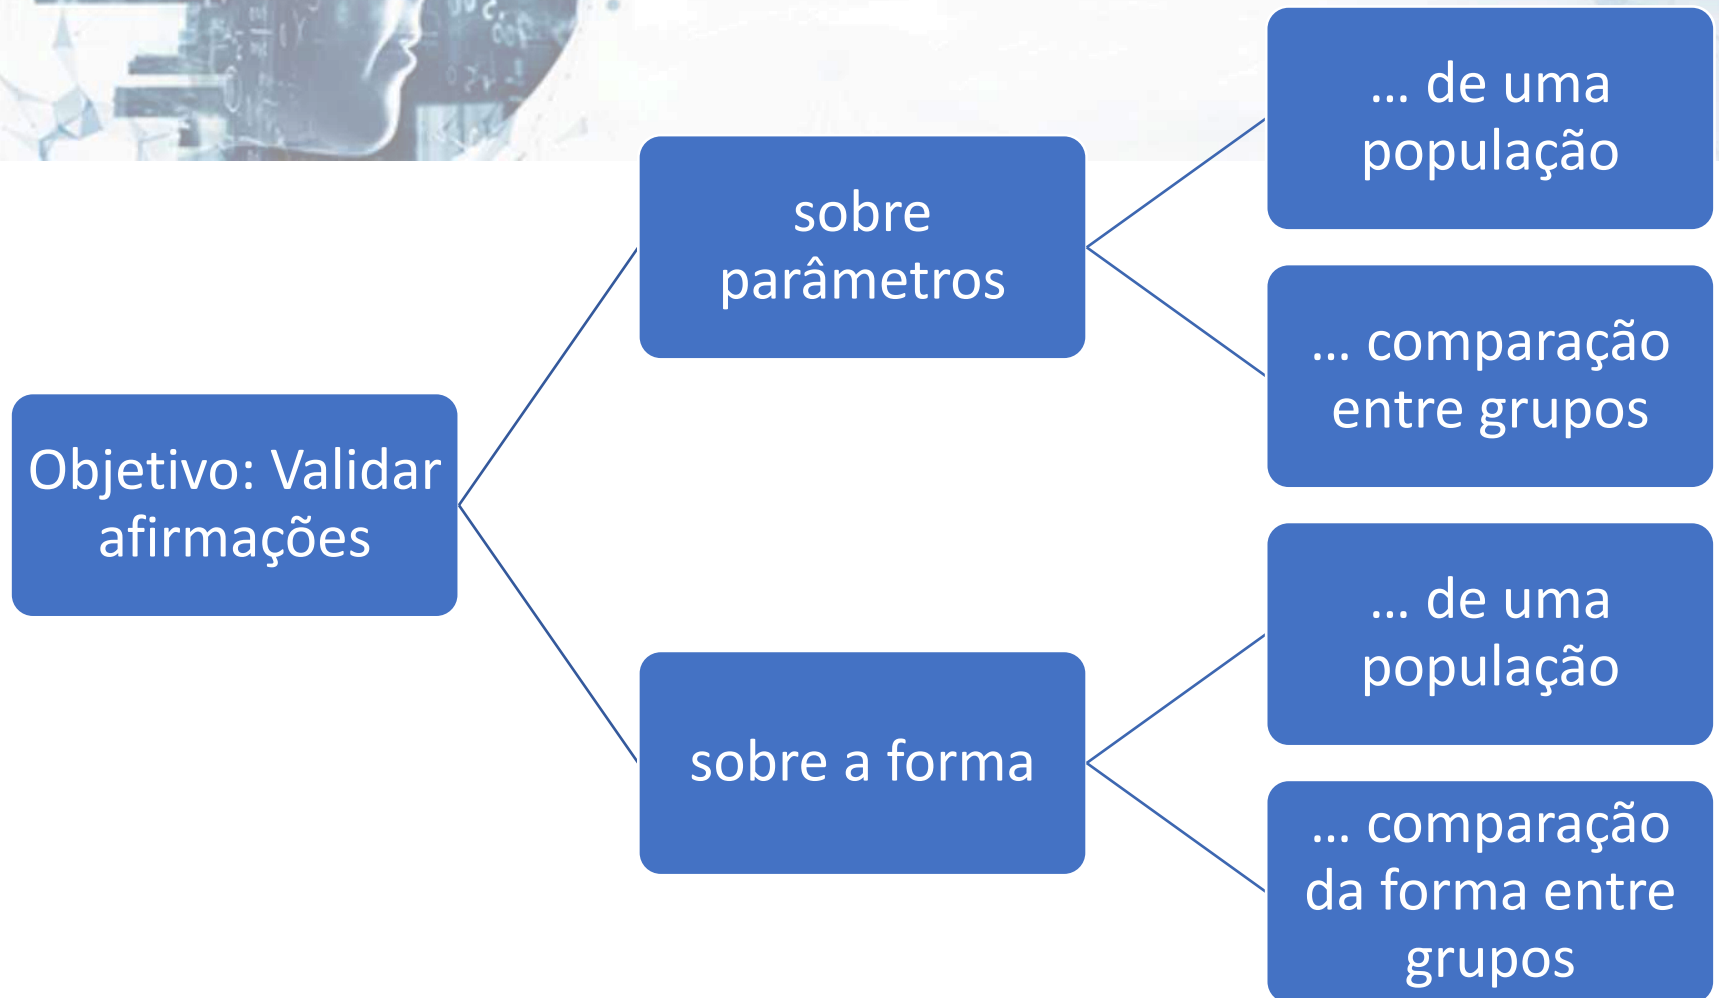 Objetivo: Validar
afirmações
sobre
parâmetros
... de uma
população
... comparação
entre grupos
sobre a forma
... de uma
população
... comparação
da forma entre
grupos